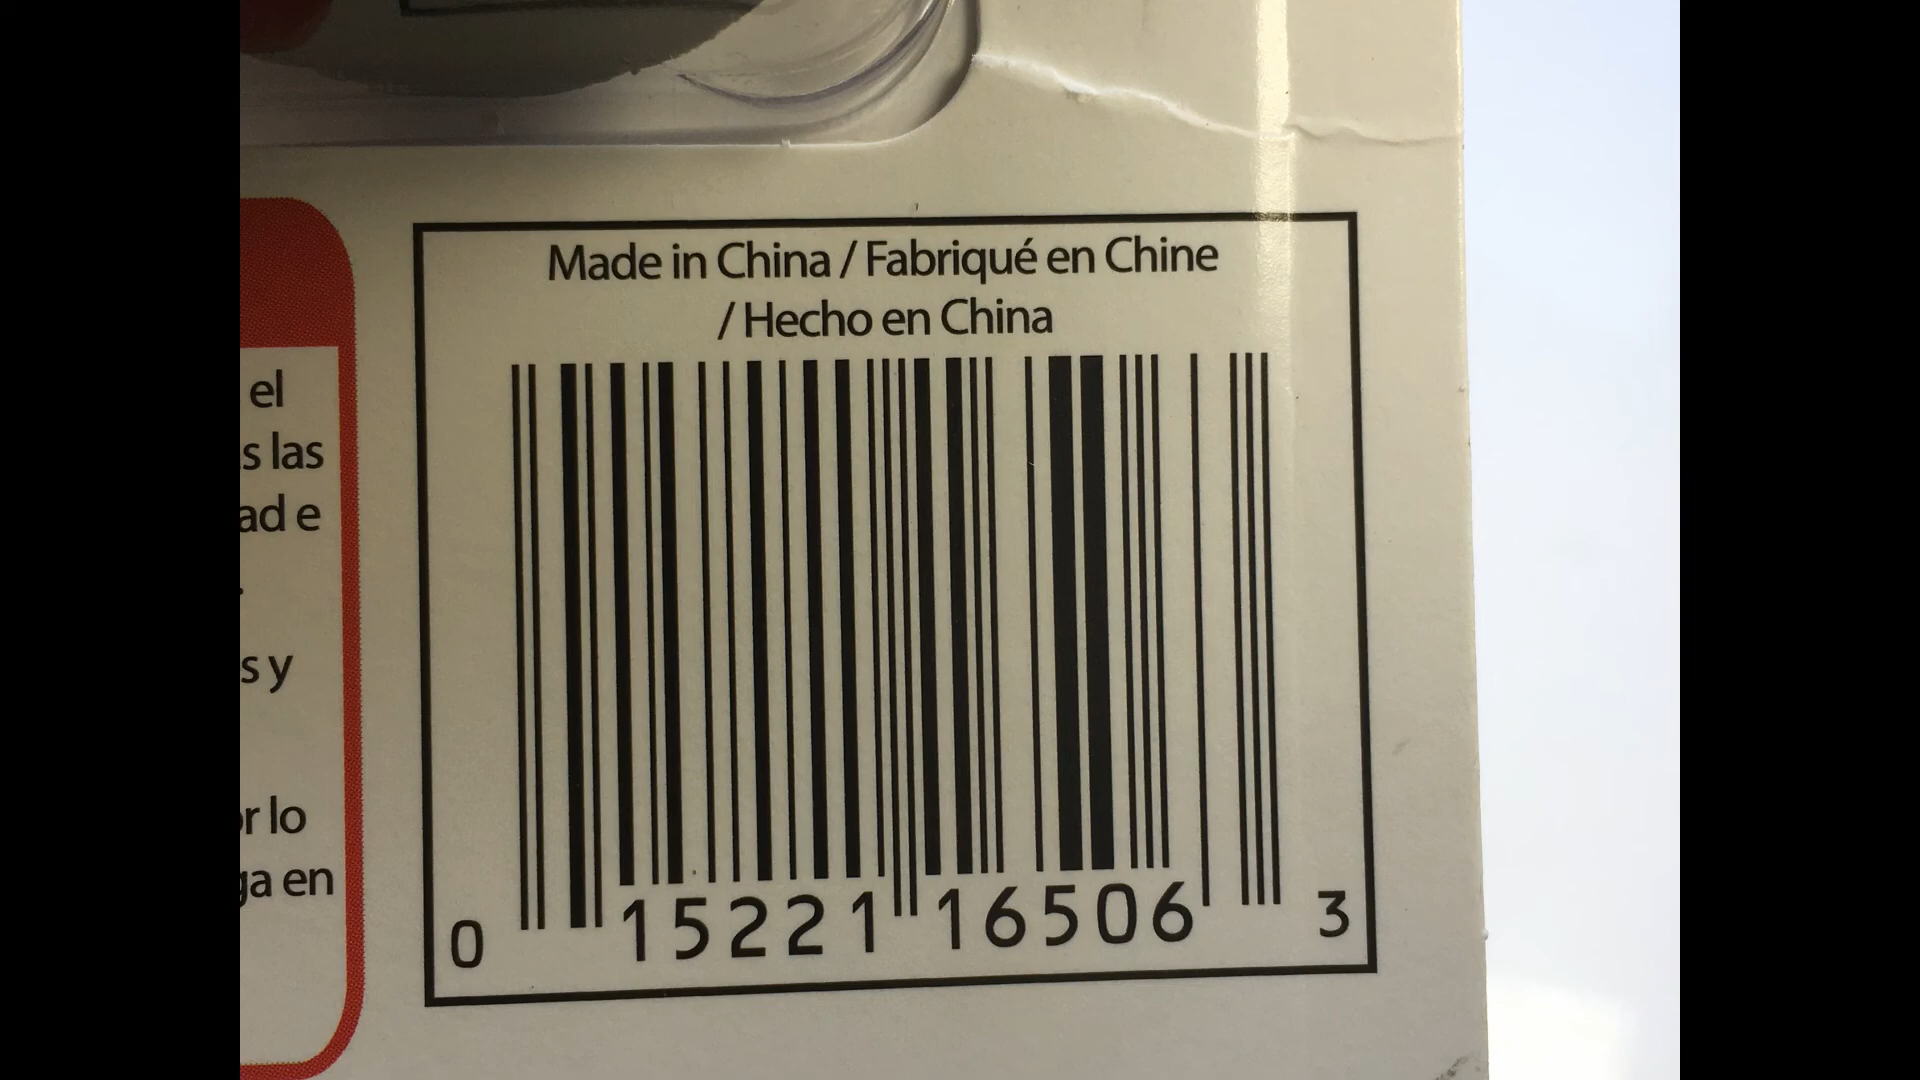 Made in China / Fabriqué en Chine
/ Hecho en China
el
s las
ad e
s y
r lo
ga en
0 15221 16506 3